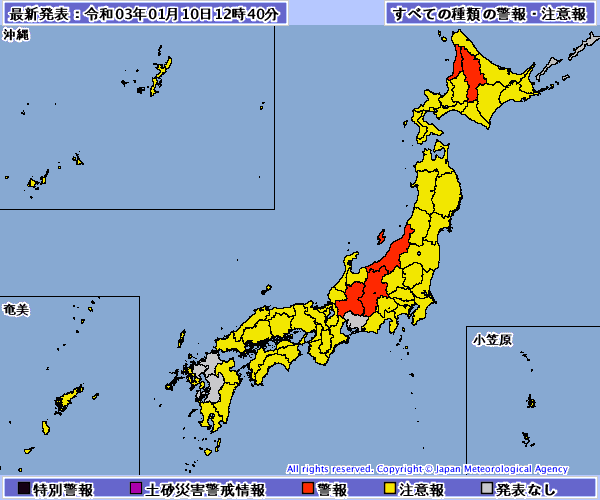 最新発表：令和03年01月10日12時40分
すべての種類の警報・注意報
沖縄
奄美
小笠原
All rights reserved. Copyright © Japan Meteorological Agency
特別警報 土砂災害警戒情報 警報 注意報 発表なし